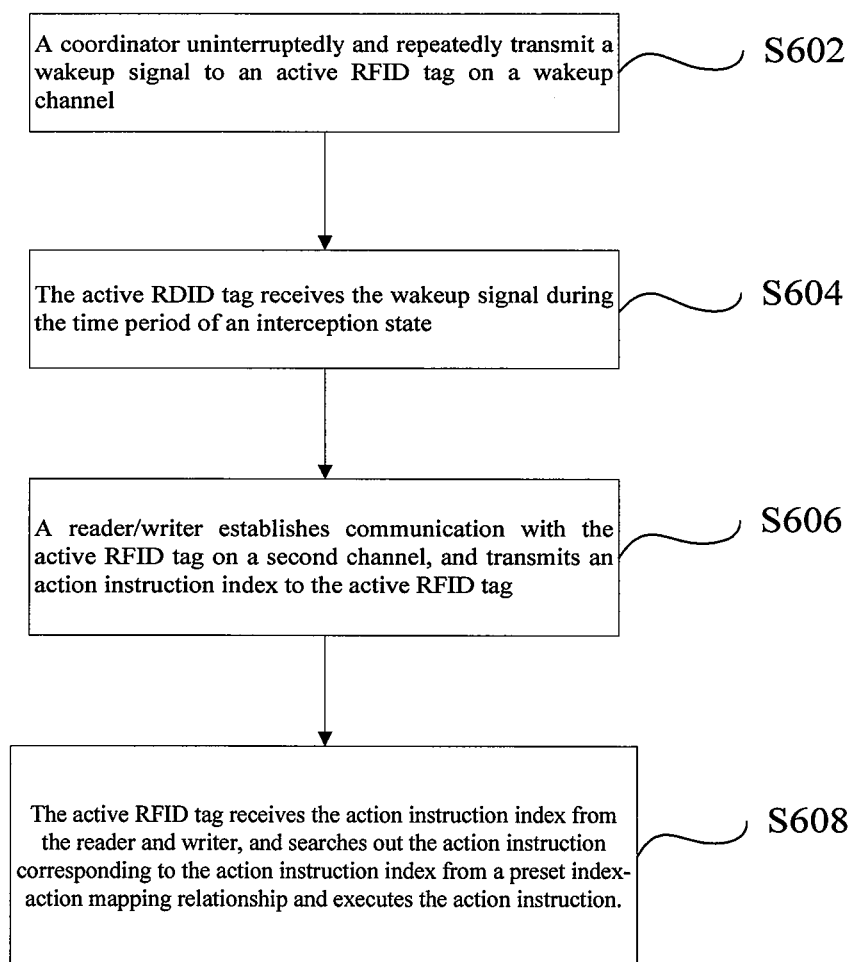 A coordinator uninterruptedly and repeatedly transmit a
wakeup signal to an active RFID tag on a wakeup
channel
S602
The active RDID tag receives the wakeup signal during
the time period of an interception state
S604
A reader/writer establishes communication with the
active RFID tag on a second channel, and transmits an
action instruction index to the active RFID tag
S606
The active RFID tag receives the action instruction index from
the reader and writer, and searches out the action instruction
corresponding to the action instruction index from a preset index-
action mapping relationship and executes the action instruction.
S608